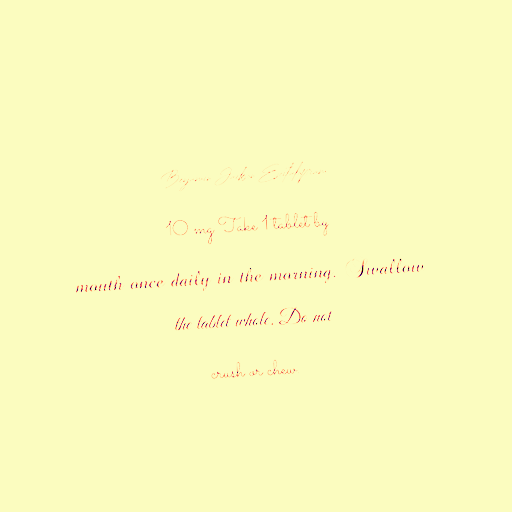 10 mg Take 1 tablet by
mouth once daily in the morning. Swallow
the tablet whole. Do not
crush or chew